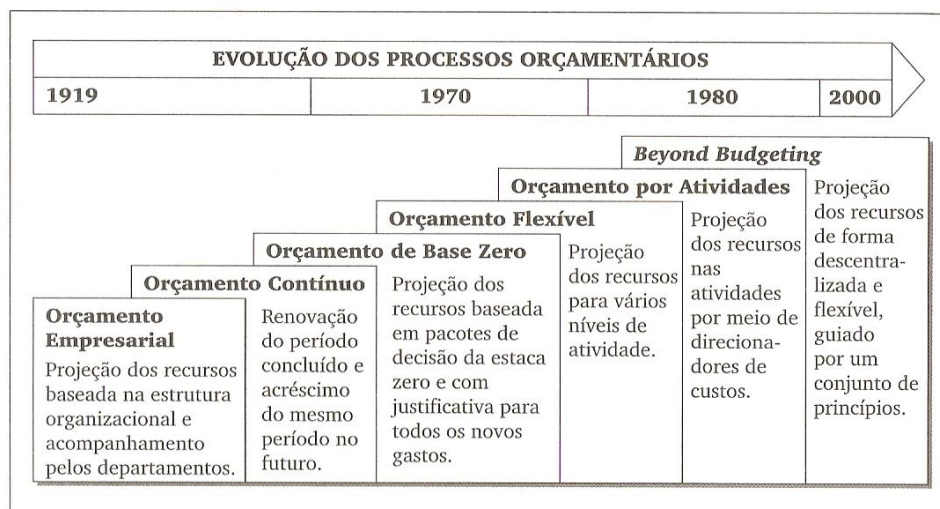 EVOLUÇÃO DOS PROCESSOS ORÇAMENTÁRIOS
1919 1970 1980 2000
Orçamento
Empresarial
Projeção dos recursos
baseada na estrutura
organizacional e
acompanhamento
pelos departamentos.
Orçamento Contínuo
Renovação
do período
concluído e
acréscimo
do mesmo
período no
futuro.
Orçamento de Base Zero
Projeção dos
recursos baseada
em pacotes de
decisão da estaca
zero e com
justificativa para
todos os novos
gastos.
Orçamento Flexível
Projeção
dos recursos
para vários
níveis de
atividade.
Orçamento por Atividades
Projeção
dos recursos
nas
atividades
por meio de
direciona-
dores de
custos.
Beyond Budgeting
Projeção
dos recursos
de forma
descentra-
lizada e
flexível,
guiado
por um
conjunto de
princípios.